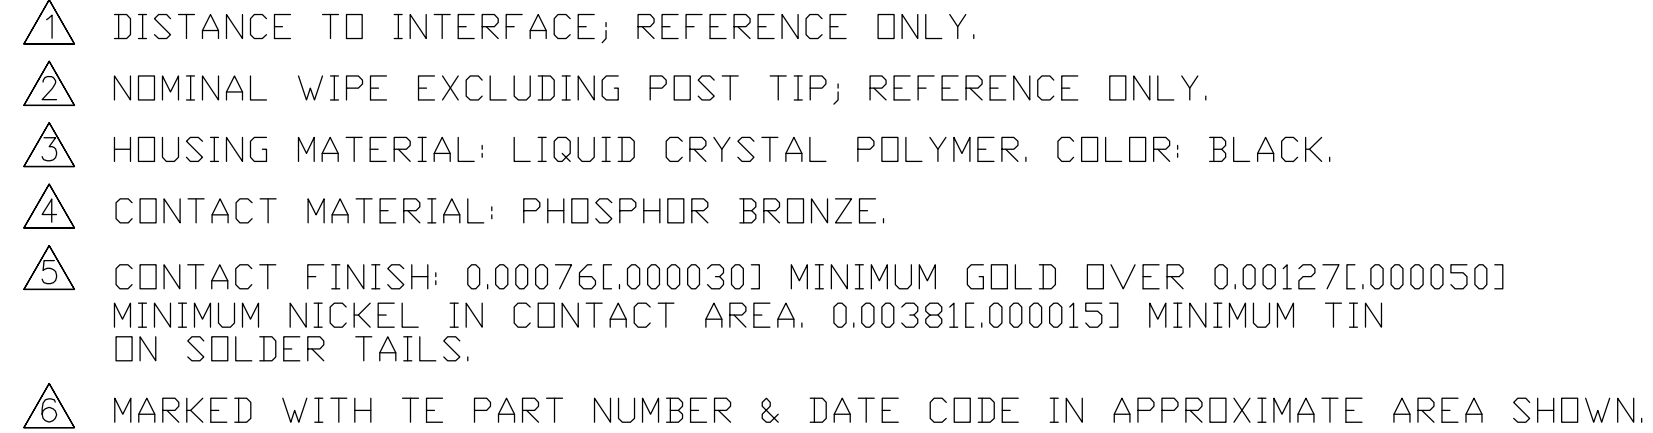 1 DISTANCE TO INTERFACE; REFERENCE ONLY.
2 NOMINAL WIPE EXCLUDING POST TIP; REFERENCE ONLY.
3 HOUSING MATERIAL: LIQUID CRYSTAL POLYMER. COLOR: BLACK.
4 CONTACT MATERIAL: PHOSPHOR BRONZE.
5 CONTACT FINISH: 0.00076[.000030] MINIMUM GOLD OVER 0.00127[.000050]
MINIMUM NICKEL IN CONTACT AREA. 0.00381[.000015] MINIMUM TIN
ON SOLDER TAILS.
6 MARKED WITH TE PART NUMBER & DATE CODE IN APPROXIMATE AREA SHOWN.